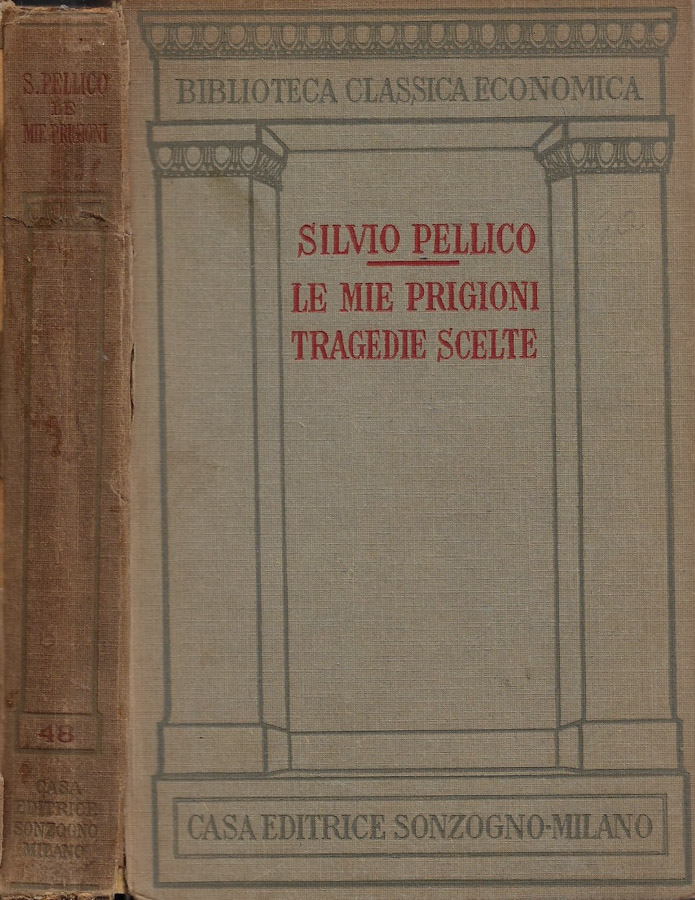 S. PELLICO
LE
MIE PRIGIONI
48
CASA
EDITRICE
SONZOGNO
MILANO
BIBLIOTECA CLASSICA ECONOMICA
SILVIO PELLICO
LE MIE PRIGIONI
TRAGEDIE SCELTE
CASA EDITRICE SONZOGNO-MILANO